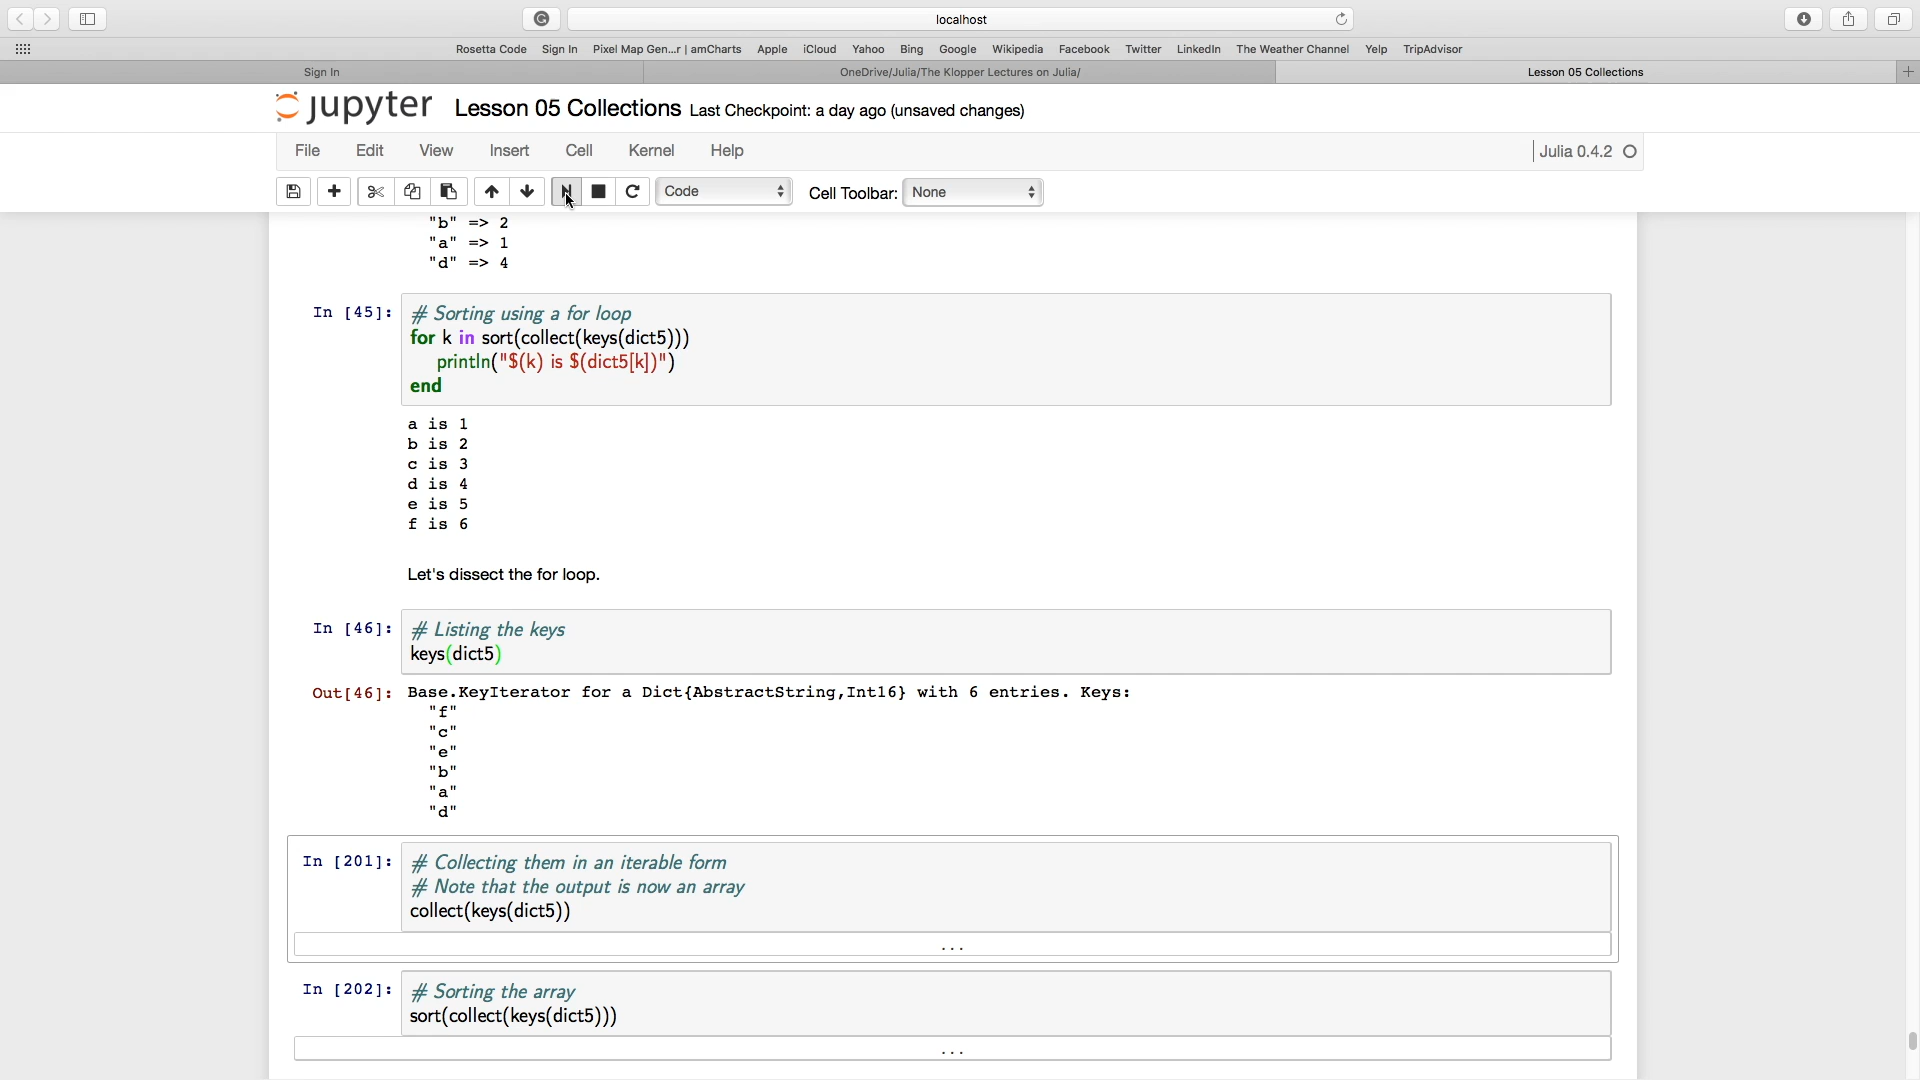 localhost
Rosetta Code Sign In Pixel Map Gen...r | amCharts Apple iCloud Yahoo Bing Google Wikipedia Facebook Twitter LinkedIn The Weather Channel Yelp TripAdvisor
Sign In OneDrive/Julia/The Klopper Lectures on Julia/ Lesson 05 Collections
jupyter Lesson 05 Collections Last Checkpoint: a day ago (unsaved changes)
File Edit View Insert Cell Kernel Help Julia 0.4.2
Code Cell Toolbar: None
"b" => 2
"a" => 1
"d" => 4
In [45]: # Sorting using a for loop
for k in sort(collect(keys(dict5)))
println("$(k) is $(dict5[k])")
end
a is 1
b is 2
c is 3
d is 4
e is 5
f is 6
Let's dissect the for loop.
In [46]: # Listing the keys
keys(dict5)
Out[46]: Base.KeyIterator for a Dict{AbstractString,Int16} with 6 entries. Keys:
"f"
"c"
"e"
"b"
"a"
"d"
In [201]: # Collecting them in an iterable form
# Note that the output is now an array
collect(keys(dict5))
...
In [202]: # Sorting the array
sort(collect(keys(dict5)))
...